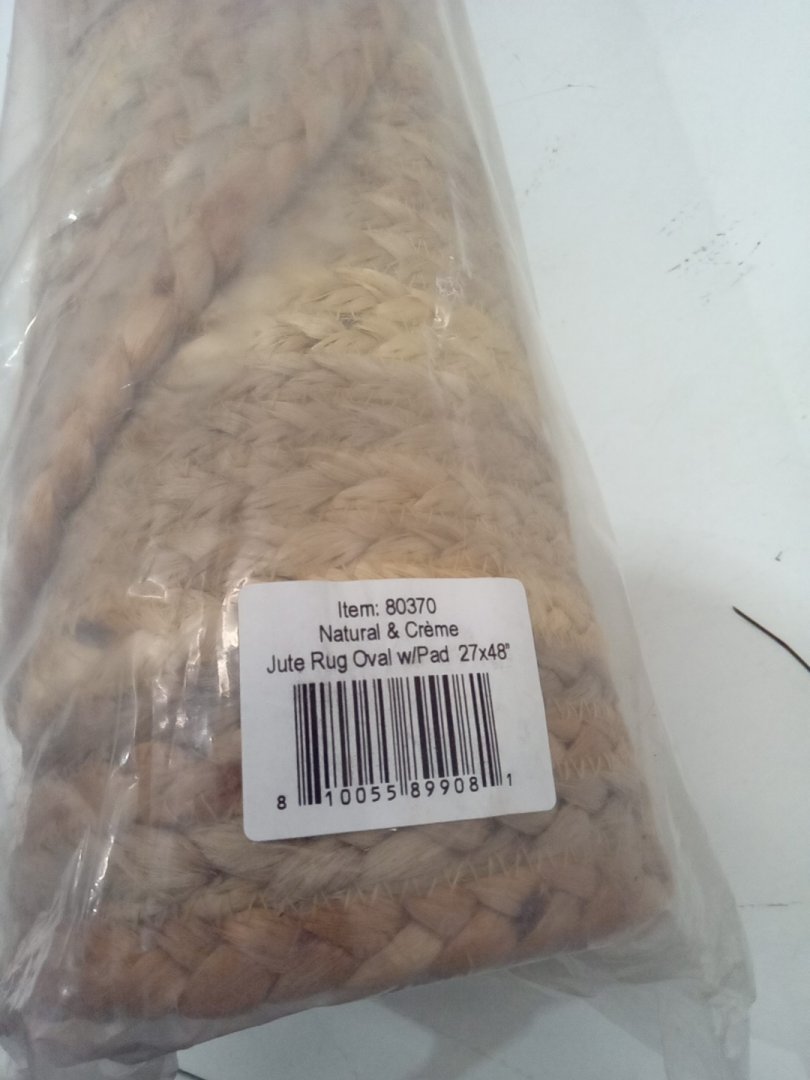 Item: 80370
Natural & Crème
Jute Rug Oval w/Pad 27x48"
8 10055 89908 1